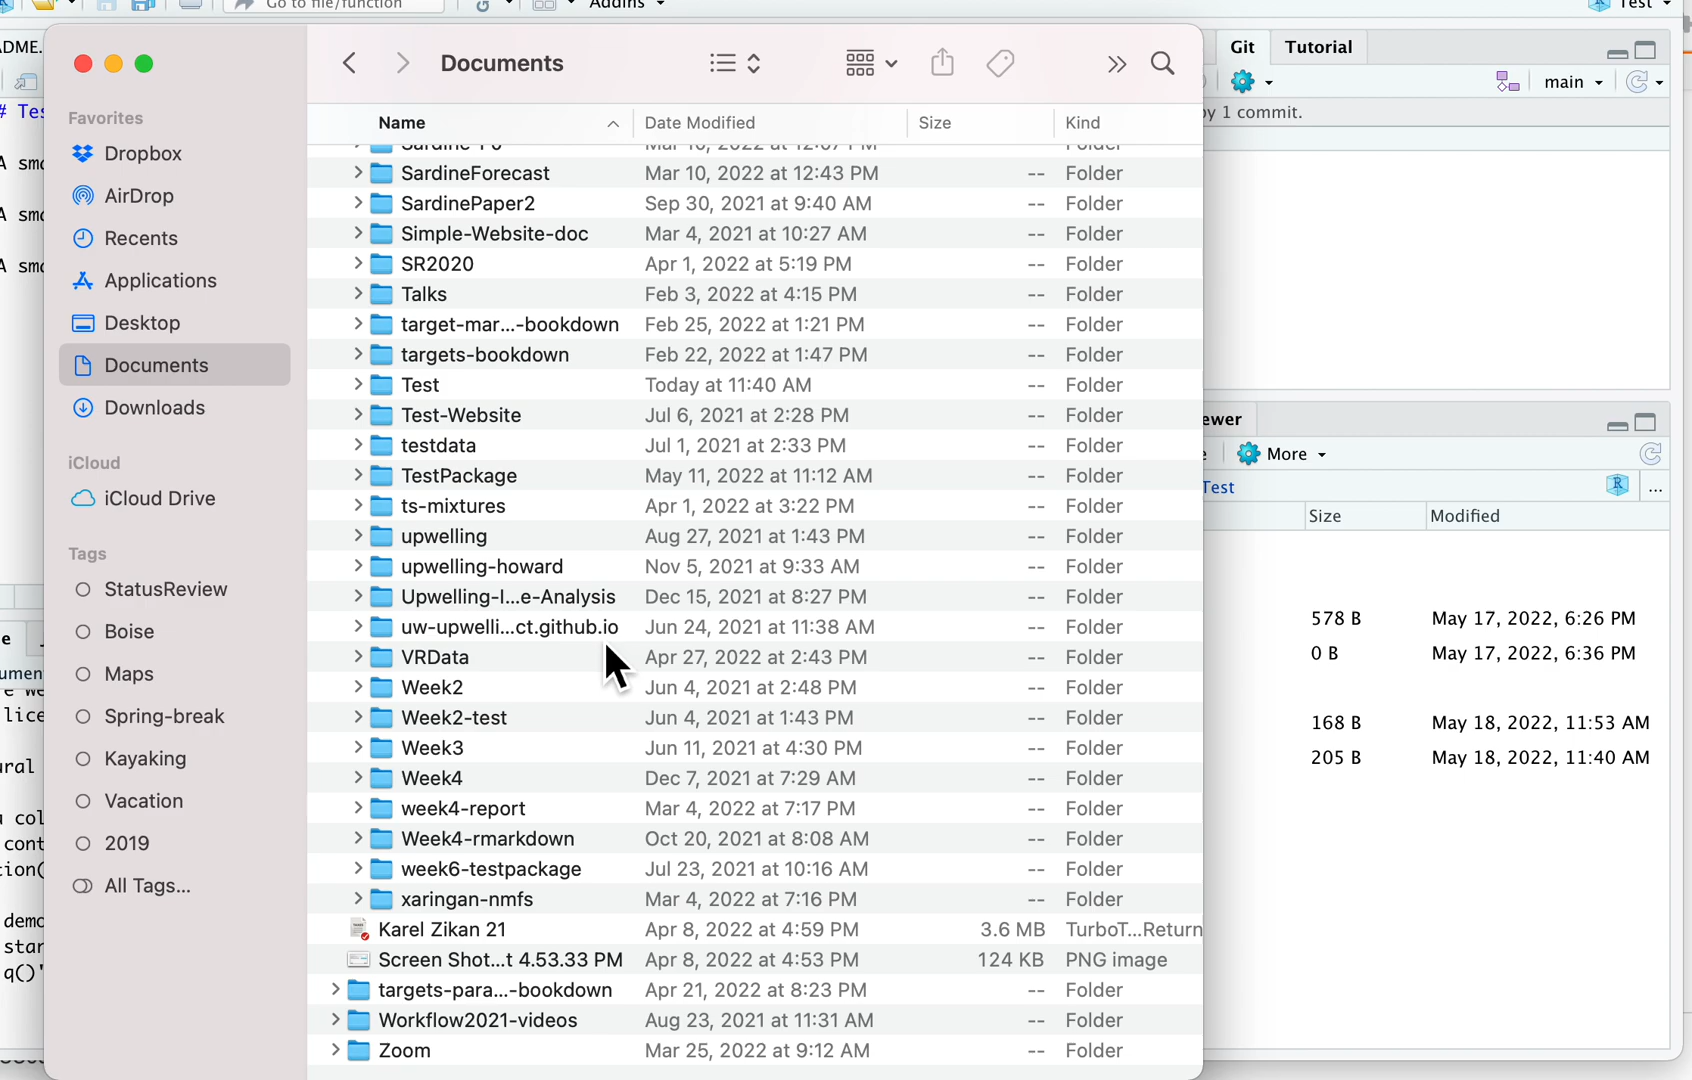 Go to file/function
Addins
Test
Documents
Git
Tutorial
main
by 1 commit.
Favorites
Dropbox
AirDrop
Recents
Applications
Desktop
Documents
Downloads
iCloud
iCloud Drive
Tags
StatusReview
Boise
Maps
Spring-break
Kayaking
Vacation
2019
All Tags...
Name Date Modified Size Kind
SardineForecast Mar 10, 2022 at 12:43 PM -- Folder
SardinePaper2 Sep 30, 2021 at 9:40 AM -- Folder
Simple-Website-doc Mar 4, 2021 at 10:27 AM -- Folder
SR2020 Apr 1, 2022 at 5:19 PM -- Folder
Talks Feb 3, 2022 at 4:15 PM -- Folder
target-mar...-bookdown Feb 25, 2022 at 1:21 PM -- Folder
targets-bookdown Feb 22, 2022 at 1:47 PM -- Folder
Test Today at 11:40 AM -- Folder
Test-Website Jul 6, 2021 at 2:28 PM -- Folder
testdata Jul 1, 2021 at 2:33 PM -- Folder
TestPackage May 11, 2022 at 11:12 AM -- Folder
ts-mixtures Apr 1, 2022 at 3:22 PM -- Folder
upwelling Aug 27, 2021 at 1:43 PM -- Folder
upwelling-howard Nov 5, 2021 at 9:33 AM -- Folder
Upwelling-I...e-Analysis Dec 15, 2021 at 8:27 PM -- Folder
uw-upwelli...ct.github.io Jun 24, 2021 at 11:38 AM -- Folder
VRData Apr 27, 2022 at 2:43 PM -- Folder
Week2 Jun 4, 2021 at 2:48 PM -- Folder
Week2-test Jun 4, 2021 at 1:43 PM -- Folder
Week3 Jun 11, 2021 at 4:30 PM -- Folder
Week4 Dec 7, 2021 at 7:29 AM -- Folder
week4-report Mar 4, 2022 at 7:17 PM -- Folder
Week4-rmarkdown Oct 20, 2021 at 8:08 AM -- Folder
week6-testpackage Jul 23, 2021 at 10:16 AM -- Folder
xaringan-nmfs Mar 4, 2022 at 7:16 PM -- Folder
Karel Zikan 21 Apr 8, 2022 at 4:59 PM 3.6 MB TurboT...Return
Screen Shot...t 4.53.33 PM Apr 8, 2022 at 4:53 PM 124 KB PNG image
targets-para...-bookdown Apr 21, 2022 at 8:23 PM -- Folder
Workflow2021-videos Aug 23, 2021 at 11:31 AM -- Folder
Zoom Mar 25, 2022 at 9:12 AM -- Folder
ewer
More
Test
...
Size Modified
578 B May 17, 2022, 6:26 PM
0 B May 17, 2022, 6:36 PM
168 B May 18, 2022, 11:53 AM
205 B May 18, 2022, 11:40 AM